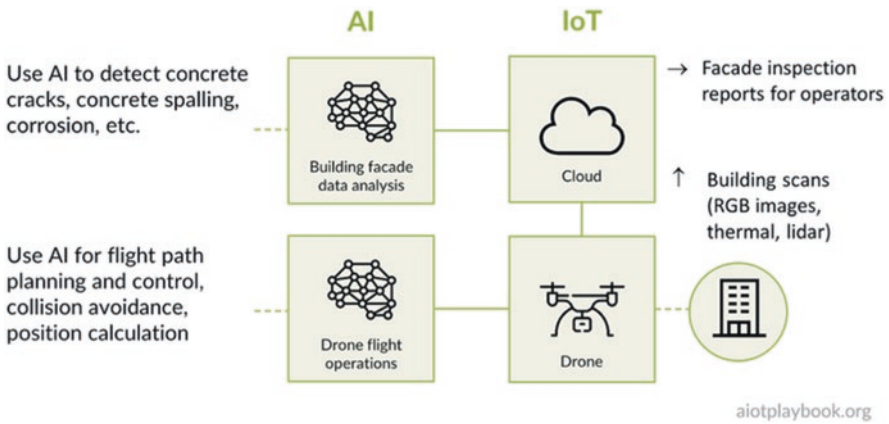 AI
IoT
Use AI to detect concrete
cracks, concrete spalling,
corrosion, etc.
Building facade
data analysis
Cloud
→ Facade inspection
reports for operators
↑ Building scans
(RGB images,
thermal, lidar)
Use AI for flight path
planning and control,
collision avoidance,
position calculation
Drone flight
operations
Drone
aiotplaybook.org